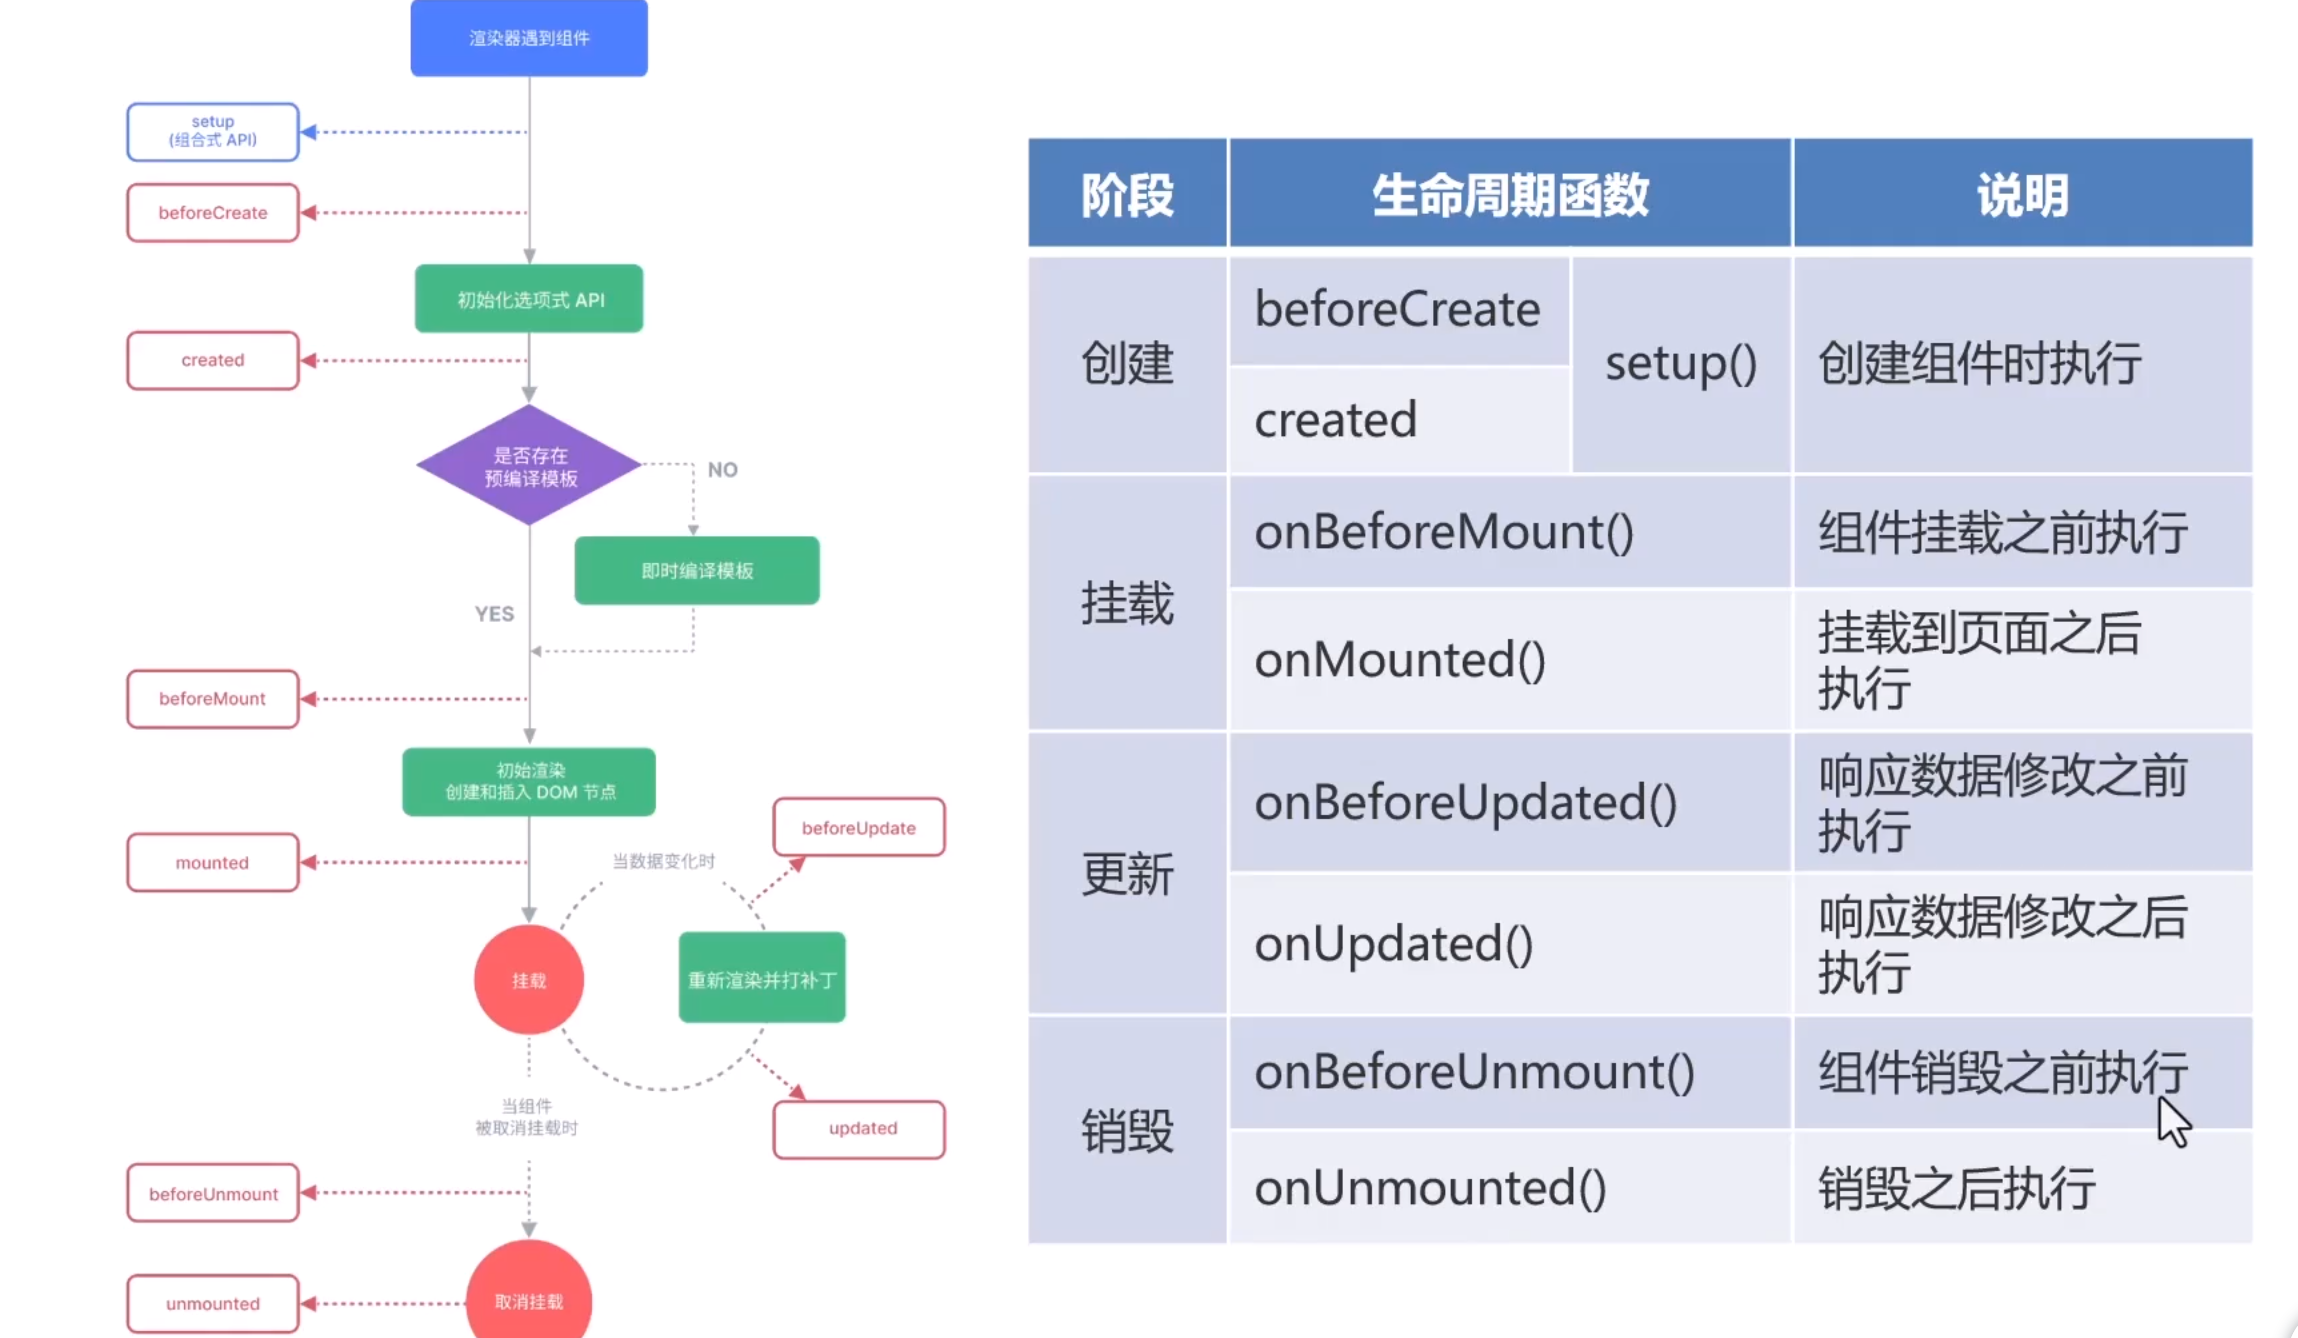 渲染器遇到组件
setup
(组合式 API)
beforeCreate
初始化选项式 API
created
是否存在
预编译模板
NO
即时编译模板
YES
beforeMount
初始渲染
创建和插入 DOM 节点
mounted
当数据变化时
beforeUpdate
挂载
重新渲染并打补丁
当组件
被取消挂载时
updated
beforeUnmount
取消挂载
unmounted
阶段 生命周期函数 说明
创建
beforeCreate
created
setup()
创建组件时执行
挂载
onBeforeMount()
组件挂载之前执行
onMounted()
挂载到页面之后
执行
更新
onBeforeUpdated()
响应数据修改之前
执行
onUpdated()
响应数据修改之后
执行
销毁
onBeforeUnmount()
组件销毁之前执行
onUnmounted()
销毁之后执行